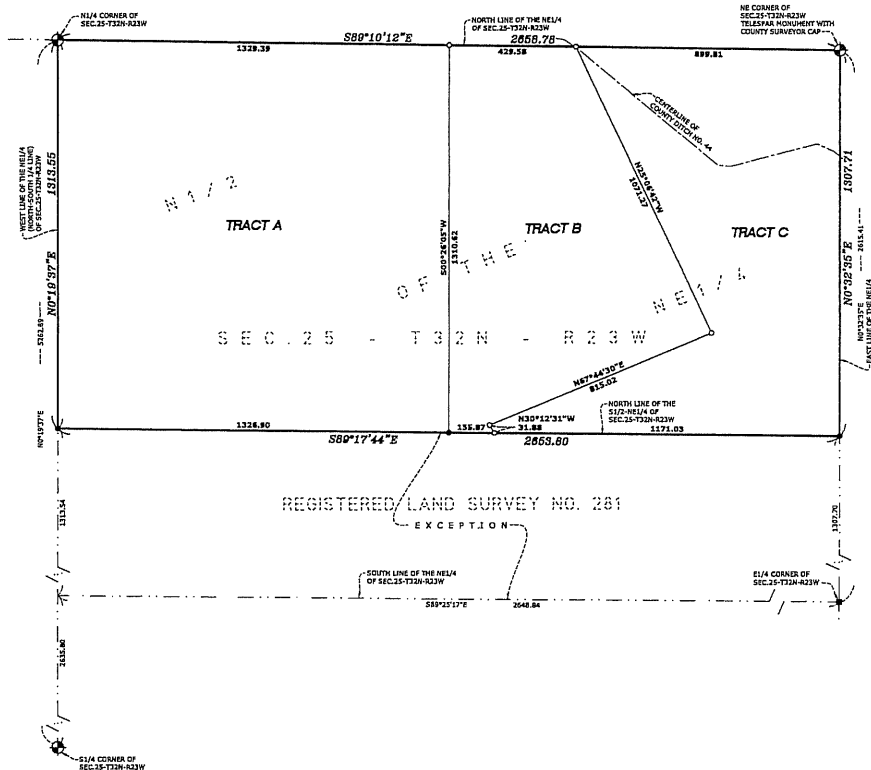 N1/4 CORNER OF
SEC.25-T32N-R23W
NORTH LINE OF THE NE1/4
OF SEC.25-T32N-R23W
NE CORNER OF
SEC.25-T32N-R23W
TELESFAR MONUMENT WITH
COUNTY SURVEYOR CAP
S89°10'12"E
2658.78
1329.39
429.58
899.81
CENTERLINE OF
COUNTY DITCH NO. 44
WEST LINE OF THE NE1/4
(NORTH-SOUTH 1/4 LINE)
OF SEC.25-T32N-R23W
1313.55
N0°19'37"E
5262.69
N0°19'37"E
N 1/2
OF THE
NE 1/4
SEC.25 - T32N - R23W
TRACT A
TRACT B
TRACT C
S00°26'05"W
1310.62
N25°06'42"W
1071.27
1307.71
N0°32'35"E
2615.41
N0°32'35"E
EAST LINE OF THE NE1/4
N67°44'30"E
815.02
N30°12'31"W
31.88
NORTH LINE OF THE
S1/2-NE1/4 OF
SEC.25-T32N-R23W
1326.90
S89°17'44"E
155.87
2653.80
1171.03
REGISTERED LAND SURVEY NO. 281
EXCEPTION
1313.54
1307.70
SOUTH LINE OF THE NE1/4
OF SEC.25-T32N-R23W
E1/4 CORNER OF
SEC.25-T32N-R23W
S89°25'17"E
2648.84
2635.80
S1/4 CORNER OF
SEC.25-T32N-R23W